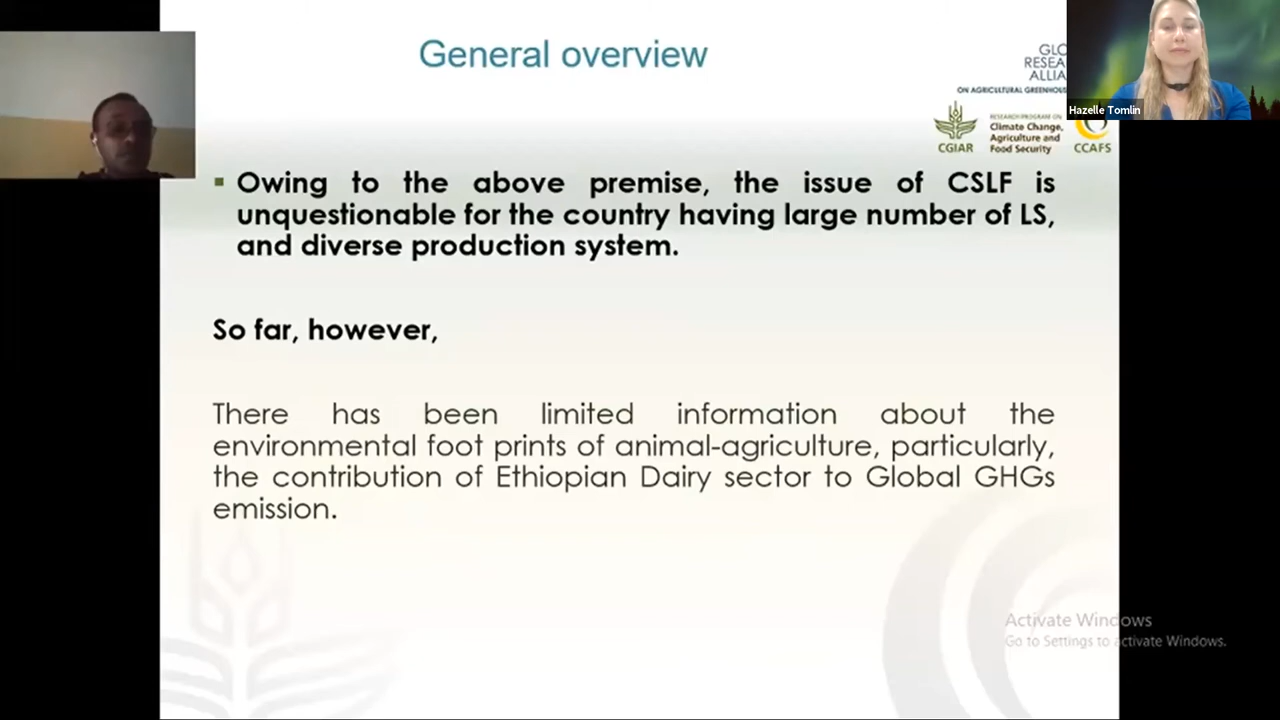 General overview
GLO
RESEA
ALLIA
ON AGRICULTURAL GREENHOUS
Hazelle Tomlin
CGIAR
RESEARCH PROGRAM ON
Climate Change,
Agriculture and
Food Security
CCAFS
Owing to the above premise, the issue of CSLF is
unquestionable for the country having large number of LS,
and diverse production system.
So far, however,
There has been limited information about the
environmental foot prints of animal-agriculture, particularly,
the contribution of Ethiopian Dairy sector to Global GHGs
emission.
Activate Windows
Go to Settings to activate Windows.